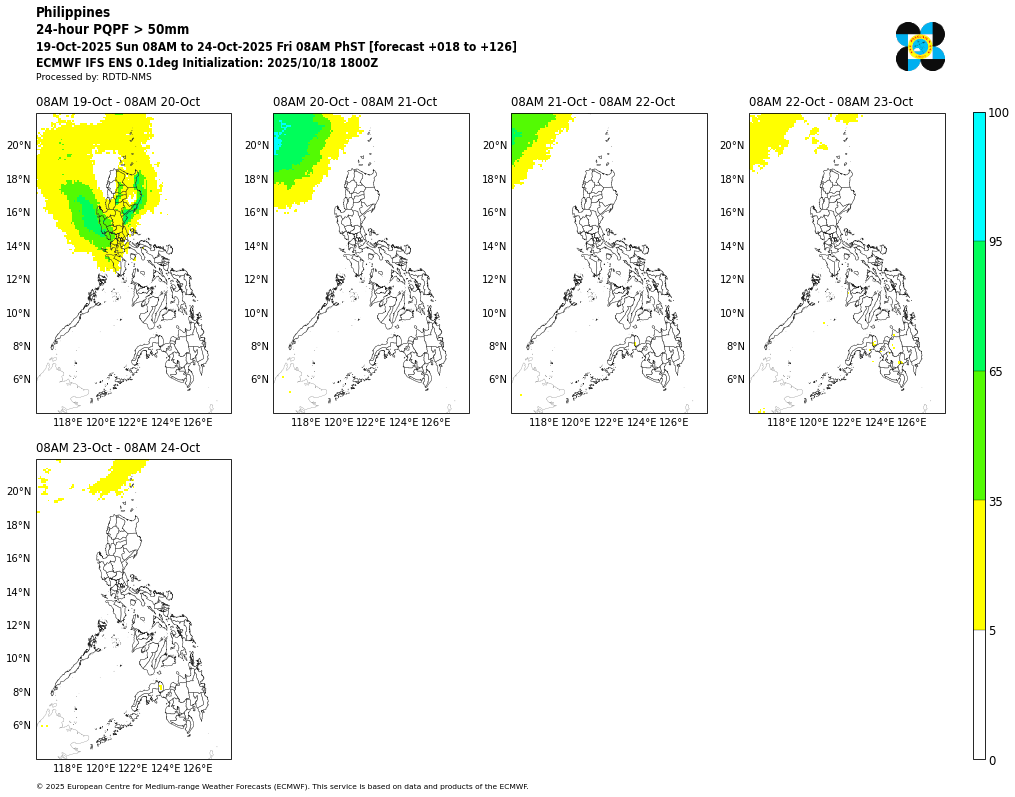 Philippines
24-hour PQPF > 50mm
19-Oct-2025 Sun 08AM to 24-Oct-2025 Fri 08AM PhST [forecast +018 to +126]
ECMWF IFS ENS 0.1deg Initialization: 2025/10/18 1800Z
Processed by: RDTD-NMS
08AM 19-Oct - 08AM 20-Oct
20°N
18°N
16°N
14°N
12°N
10°N
8°N
6°N
118°E 120°E 122°E 124°E 126°E
08AM 20-Oct - 08AM 21-Oct
20°N
18°N
16°N
14°N
12°N
10°N
8°N
6°N
118°E 120°E 122°E 124°E 126°E
08AM 21-Oct - 08AM 22-Oct
20°N
18°N
16°N
14°N
12°N
10°N
8°N
6°N
118°E 120°E 122°E 124°E 126°E
08AM 22-Oct - 08AM 23-Oct
20°N
18°N
16°N
14°N
12°N
10°N
8°N
6°N
118°E 120°E 122°E 124°E 126°E
100
95
65
35
5
0
08AM 23-Oct - 08AM 24-Oct
20°N
18°N
16°N
14°N
12°N
10°N
8°N
6°N
118°E 120°E 122°E 124°E 126°E
© 2025 European Centre for Medium-range Weather Forecasts (ECMWF). This service is based on data and products of the ECMWF.